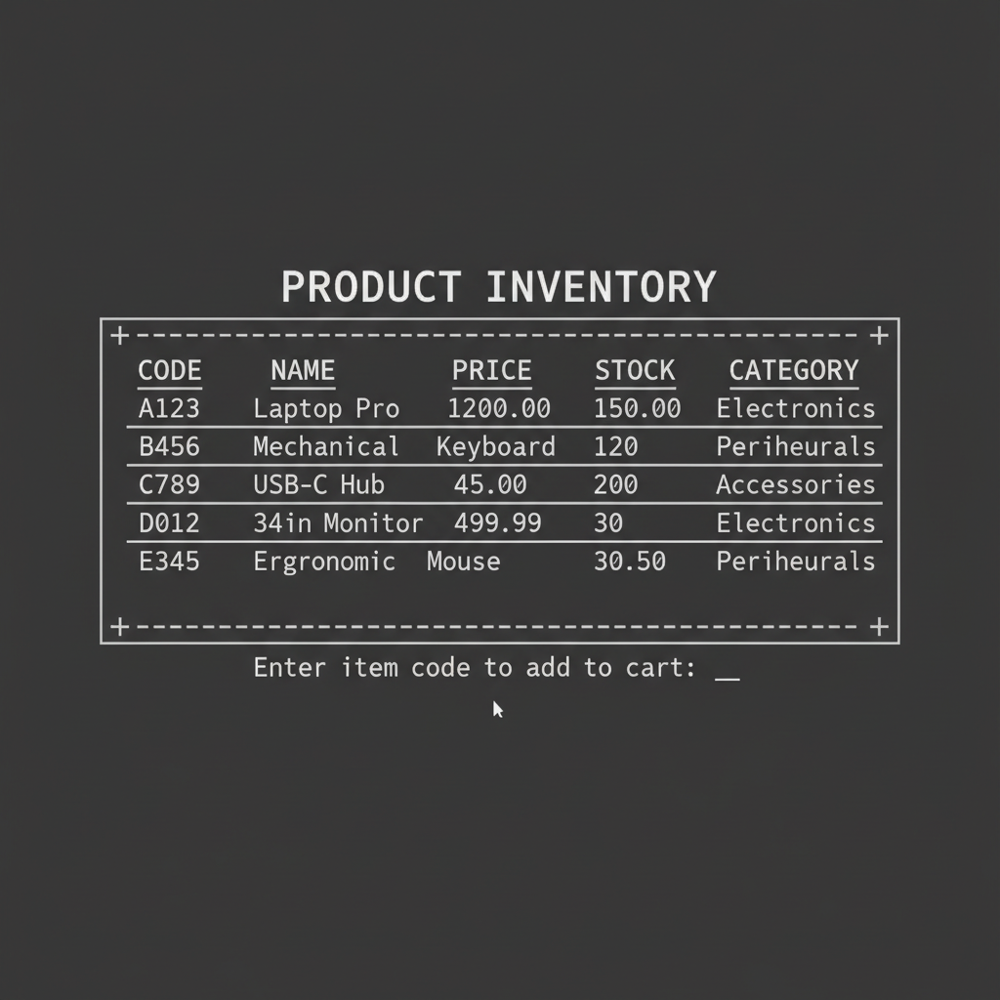 PRODUCT INVENTORY
+--------------------------------------------+
CODE NAME PRICE STOCK CATEGORY
A123 Laptop Pro 1200.00 150.00 Electronics
B456 Mechanical Keyboard 120 Periheurals
C789 USB-C Hub 45.00 200 Accessories
D012 34in Monitor 499.99 30 Electronics
E345 Ergronomic Mouse 30.50 Periheurals
+--------------------------------------------+
Enter item code to add to cart: __